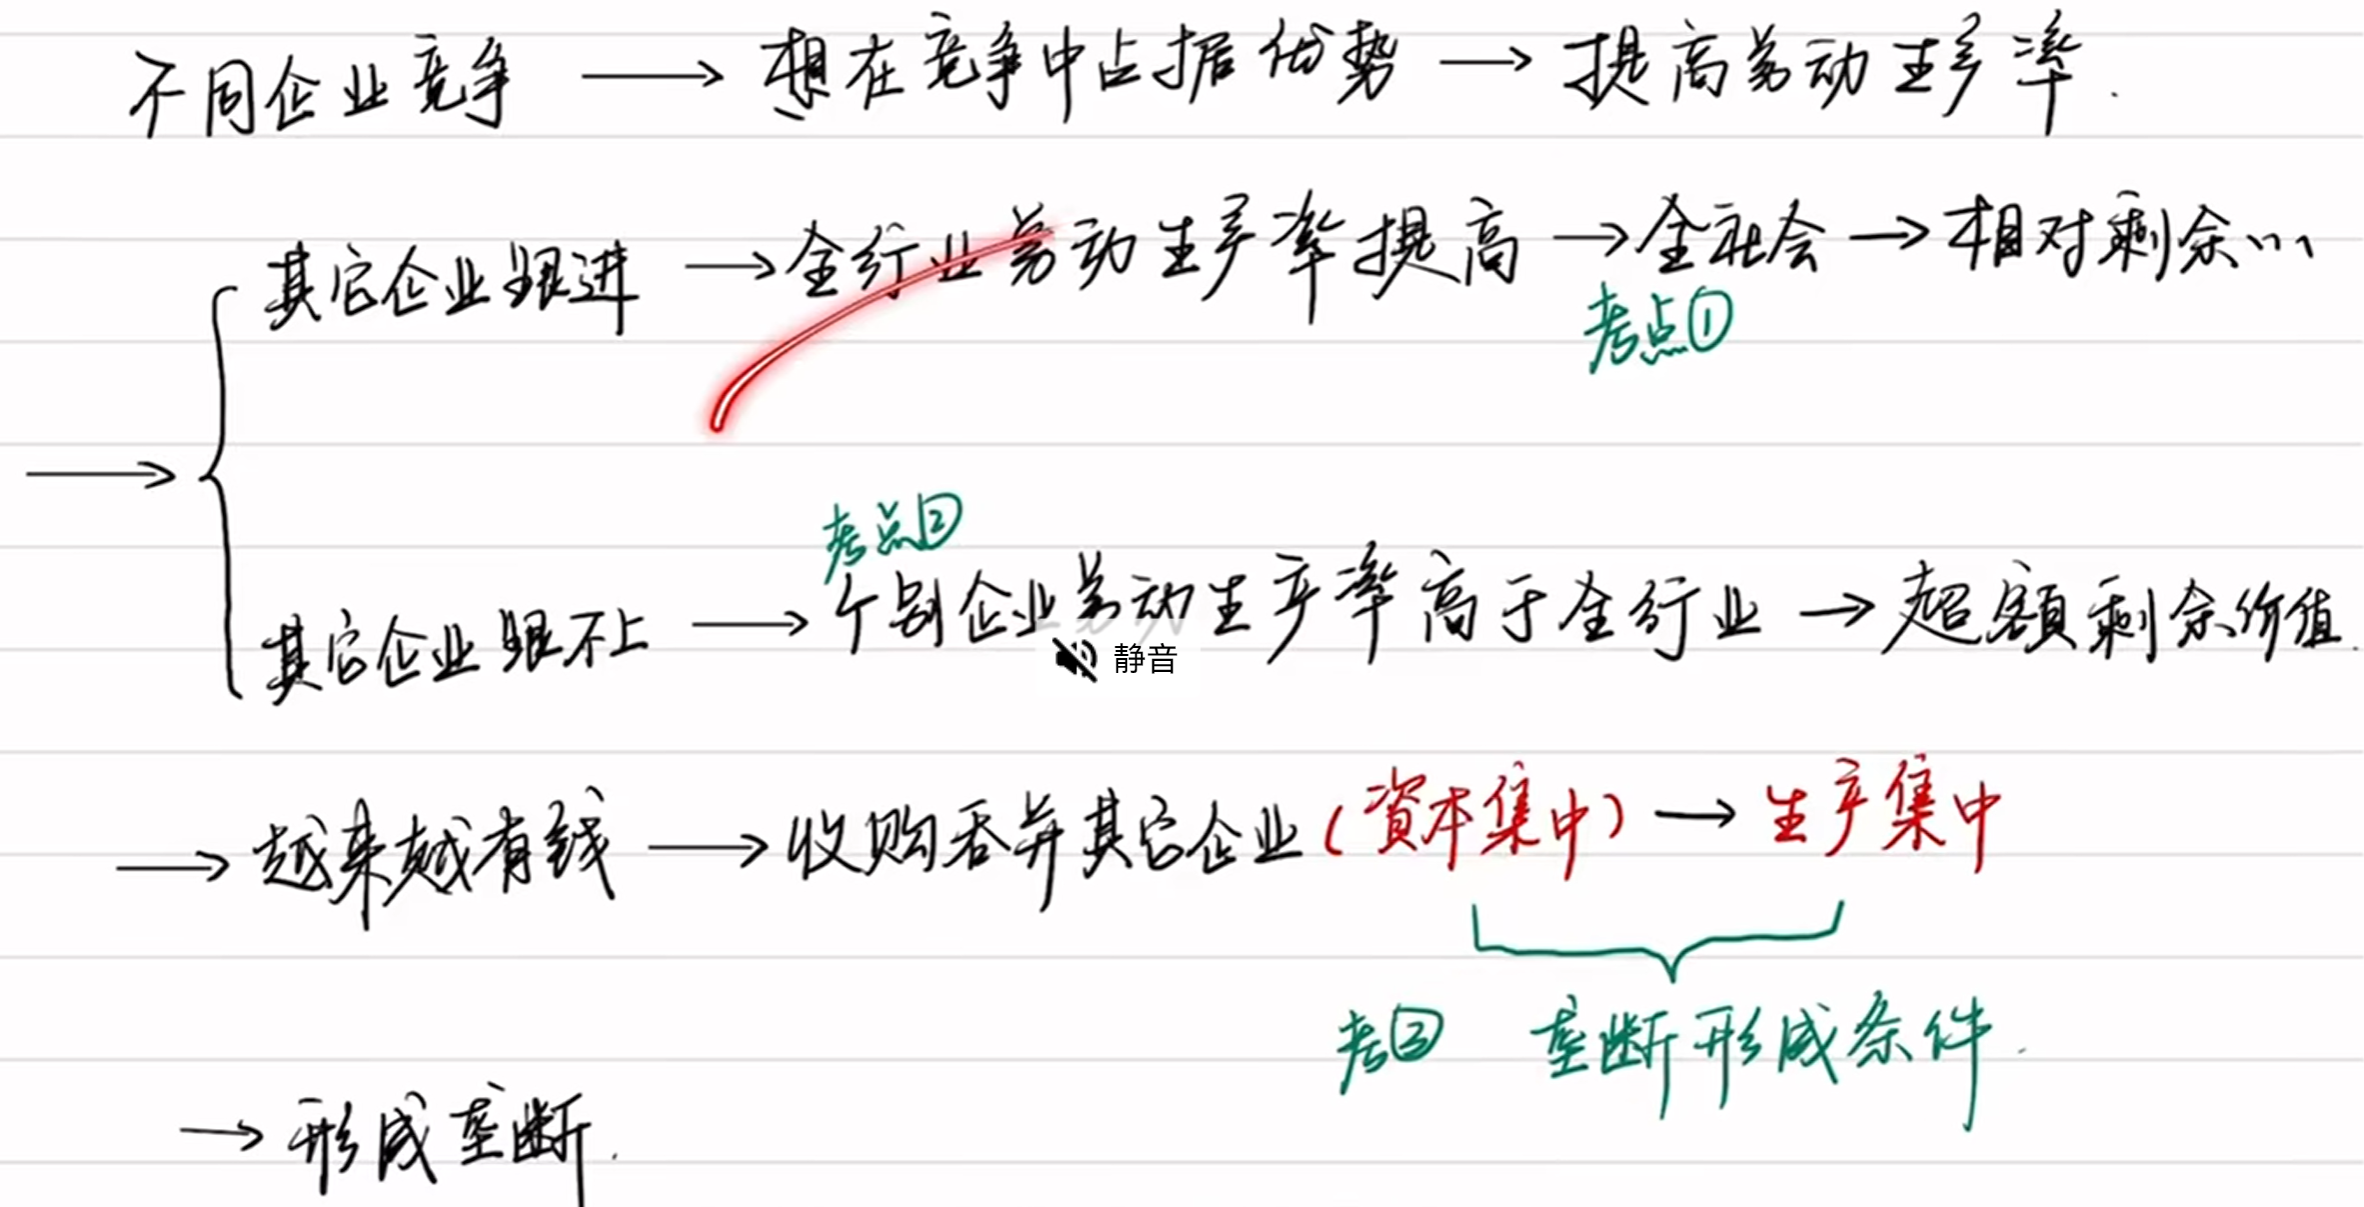 不同企业竞争 → 想在竞争中占据优势 → 提高劳动生产率.
其它企业跟进 → 全行业劳动生产率提高 → 全社会 → 相对剩余...
考点①
→
考点②
其它企业跟不上 → 个别企业劳动生产率高于全行业 → 超额剩余价值.
静音
→ 越来越有钱 → 收购吞并其它企业(資本集中) → 生产集中
考③ 垄断形成条件.
→ 形成垄断.